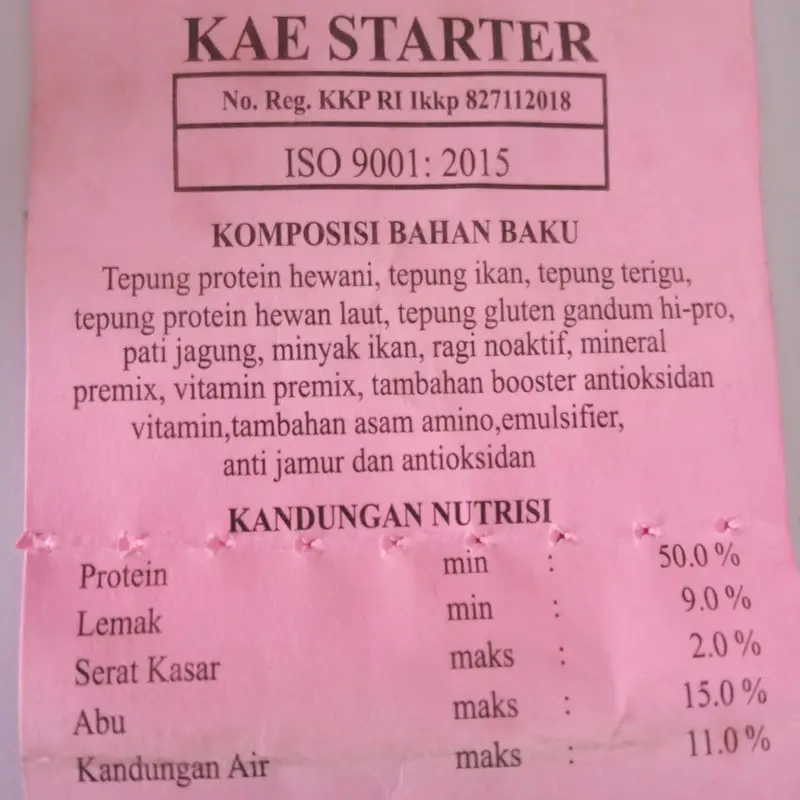 KAE STARTER
No. Reg. KKP RI Ikkp 827112018
ISO 9001: 2015
KOMPOSISI BAHAN BAKU
Tepung protein hewani, tepung ikan, tepung terigu,
tepung protein hewan laut, tepung gluten gandum hi-pro,
pati jagung, minyak ikan, ragi noaktif, mineral
premix, vitamin premix, tambahan booster antioksidan
vitamin,tambahan asam amino,emulsifier,
anti jamur dan antioksidan
KANDUNGAN NUTRISI
Protein min : 50.0 %
Lemak min : 9.0 %
Serat Kasar maks : 2.0 %
Abu maks : 15.0 %
Kandungan Air maks : 11.0 %